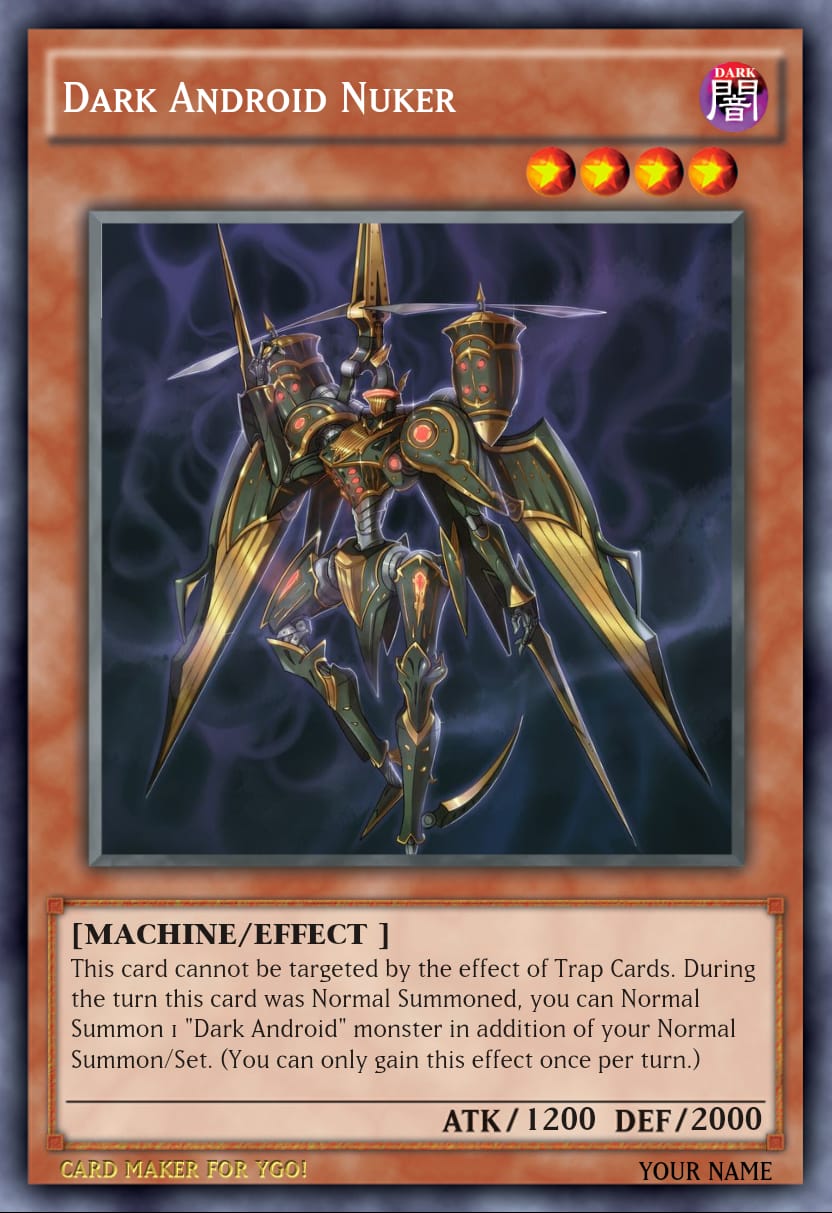 Dark Android Nuker
DARK
闇
[MACHINE/EFFECT ]
This card cannot be targeted by the effect of Trap Cards. During
the turn this card was Normal Summoned, you can Normal
Summon 1 "Dark Android" monster in addition of your Normal
Summon/Set. (You can only gain this effect once per turn.)
ATK/1200 DEF/2000
CARD MAKER FOR YGO!
YOUR NAME